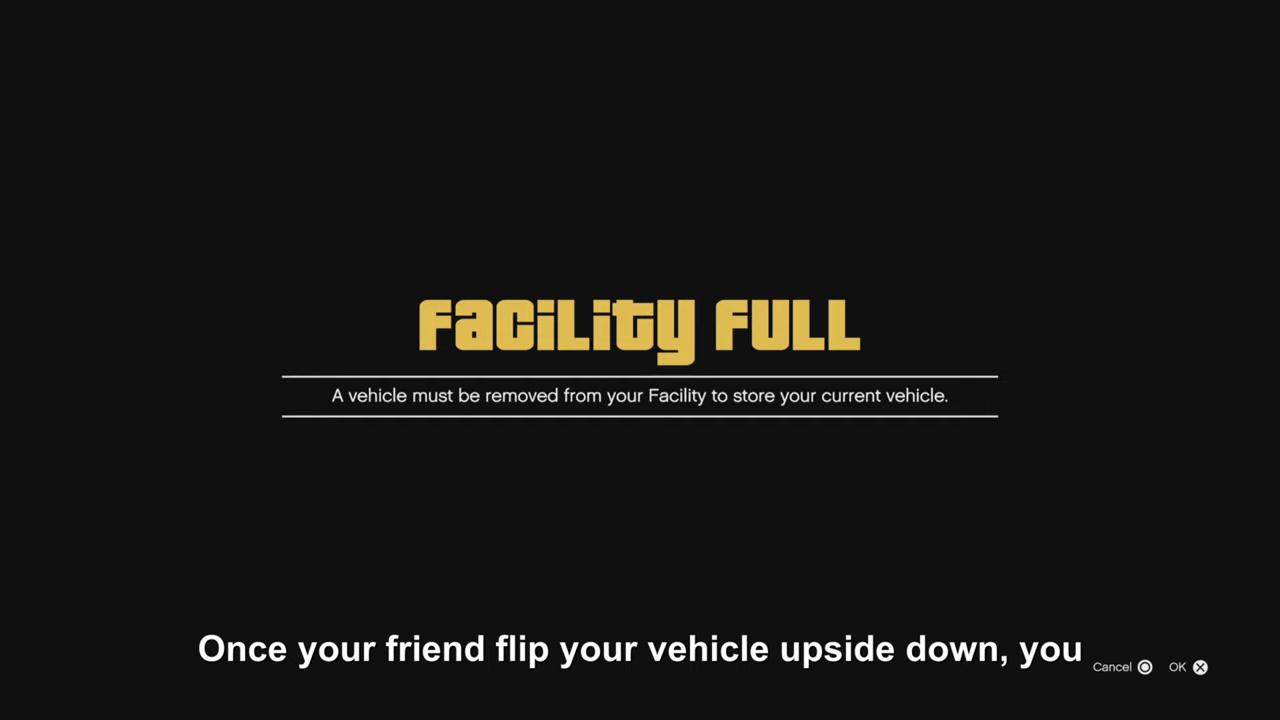 Facility Full
A vehicle must be removed from your Facility to store your current vehicle.
Once your friend flip your vehicle upside down, you
Cancel OK